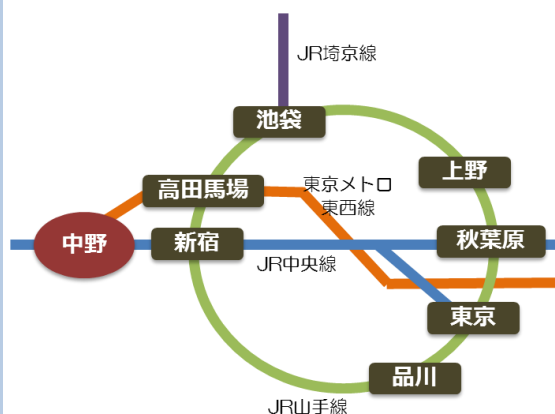 JR埼京線
池袋
上野
高田馬場
東京メトロ
東西線
中野
新宿
秋葉原
JR中央線
東京
品川
JR山手線